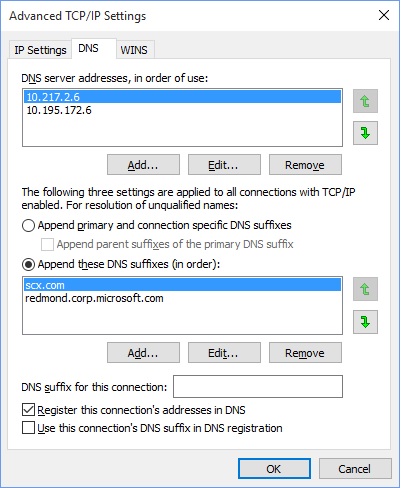 Advanced TCP/IP Settings
IP Settings DNS WINS
DNS server addresses, in order of use:
10.217.2.6
10.195.172.6
Add... Edit... Remove
The following three settings are applied to all connections with TCP/IP
enabled. For resolution of unqualified names:
Append primary and connection specific DNS suffixes
Append parent suffixes of the primary DNS suffix
Append these DNS suffixes (in order):
scx.com
redmond.corp.microsoft.com
Add... Edit... Remove
DNS suffix for this connection:
Register this connection's addresses in DNS
Use this connection's DNS suffix in DNS registration
OK Cancel